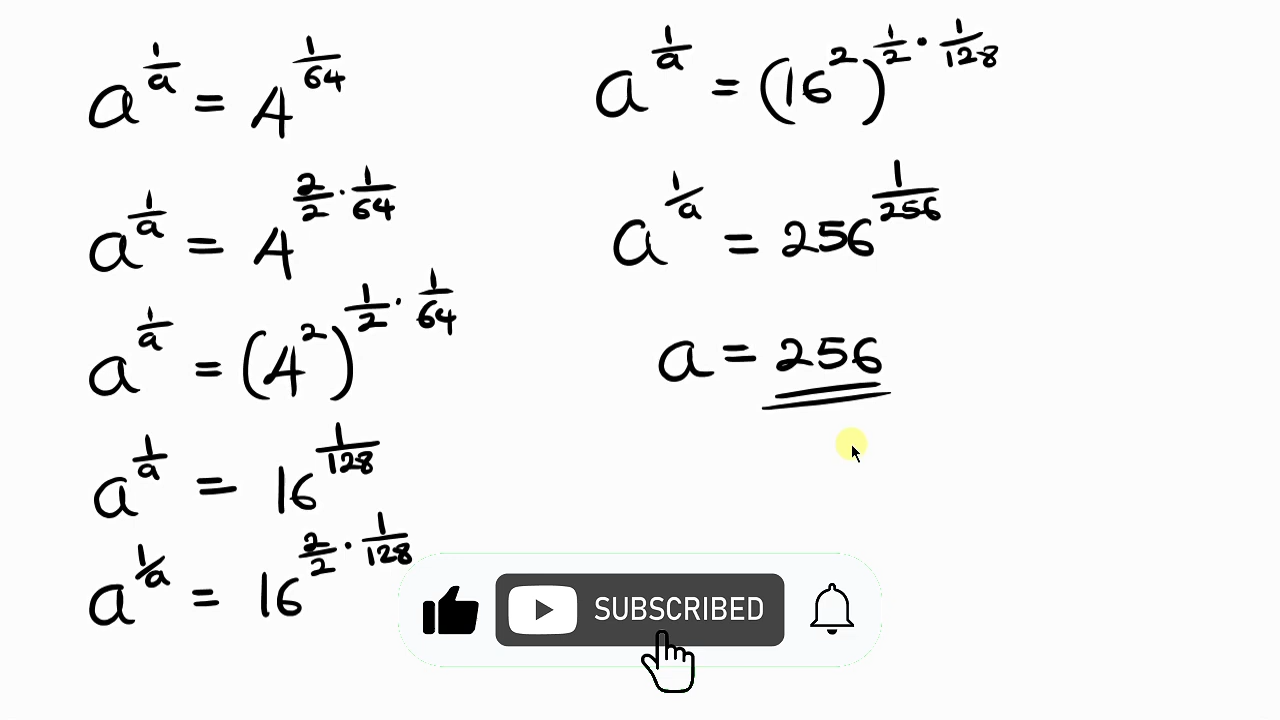 a^(1/a) = 4^(1/64)
a^(1/a) = 4^(2/2 · 1/64)
a^(1/a) = (4^2)^(1/2 · 1/64)
a^(1/a) = 16^(1/128)
a^(1/a) = 16^(2/2 · 1/128)
a^(1/a) = (16^2)^(1/2 · 1/128)
a^(1/a) = 256^(1/256)
a = 256
SUBSCRIBED